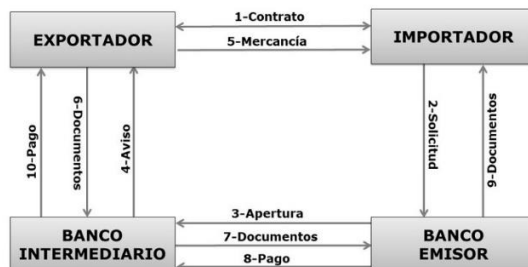 1-Contrato
EXPORTADOR
IMPORTADOR
5-Mercancía
10-Pago
6-Documentos
4-Aviso
2-Solicitud
9-Documentos
3-Apertura
BANCO
INTERMEDIARIO
7-Documentos
BANCO
EMISOR
8-Pago